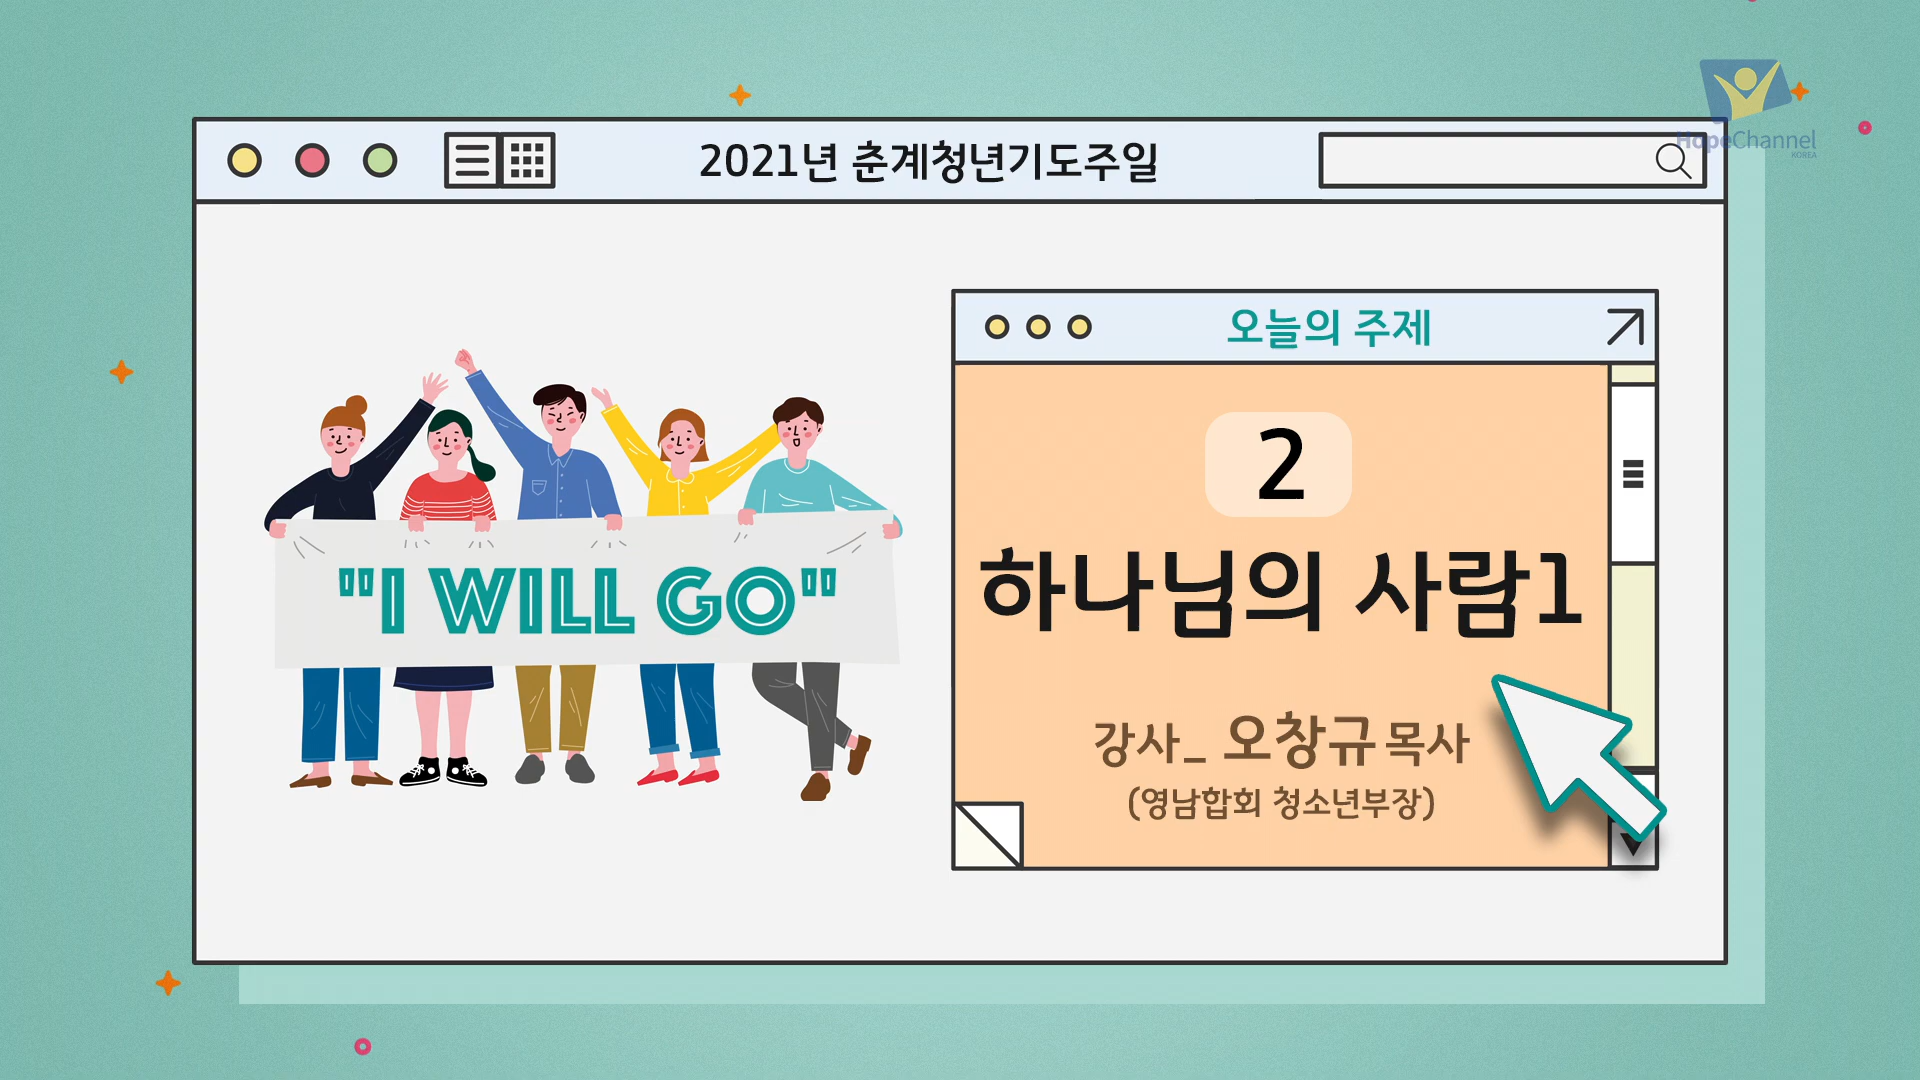 HopeChannel
KOREA
2021년 춘계청년기도주일
"I WILL GO"
오늘의 주제
2
하나님의 사람1
강사_ 오창규 목사
(영남합회 청소년부장)